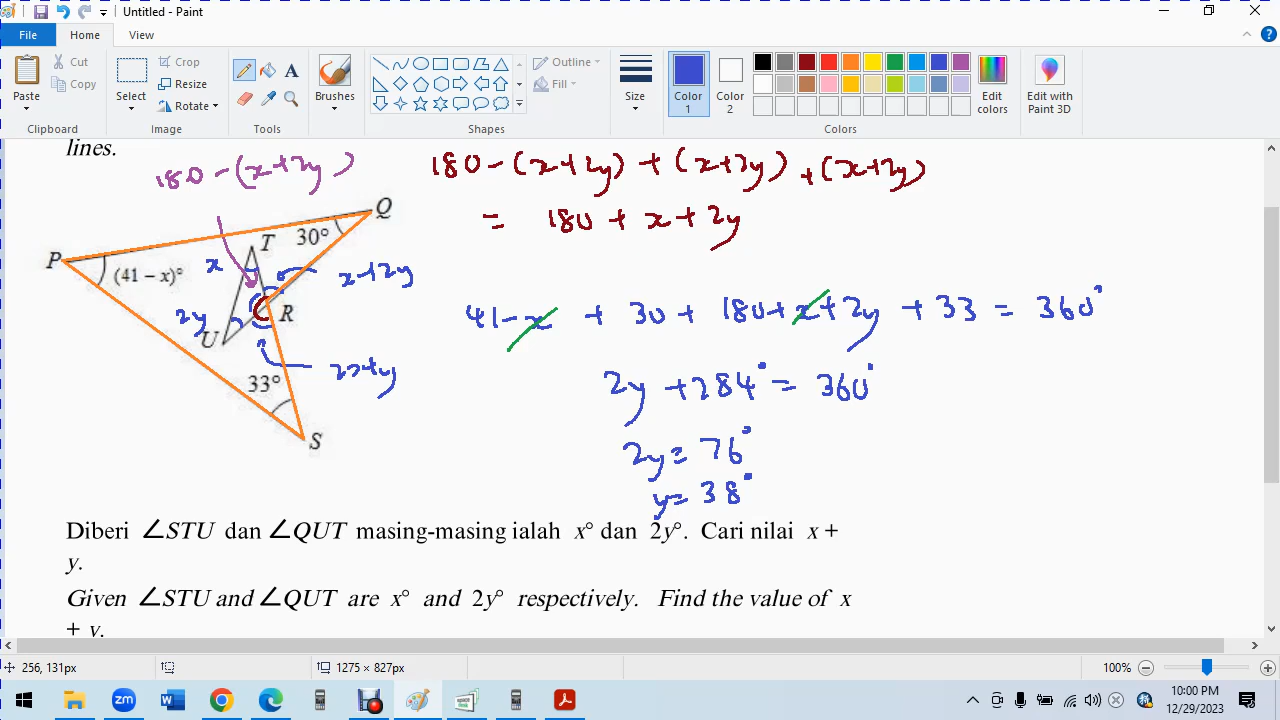 Untitled - Paint
File Home View
Paste Cut Copy Clipboard
Select Crop Resize Rotate Image
Tools
Brushes
Outline Fill Shapes
Size
Color 1 Color 2 Edit colors Colors
Edit with Paint 3D
lines.
180 - (x+2y)
180 - (x+2y) + (x+2y) + (x+2y)
= 180 + x + 2y
P Q T R U S
30°
(41 − x)°
33°
x
2y
x+2y
41 - x + 30 + 180 + x + 2y + 33 = 360°
2y + 284° = 360°
2y = 76°
y = 38°
Diberi ∠STU dan ∠QUT masing-masing ialah x° dan 2y°. Cari nilai x +
y.
Given ∠STU and ∠QUT are x° and 2y° respectively. Find the value of x
+ y.
256, 131px 1275 × 827px 100%
10:00 PM
12/29/2023